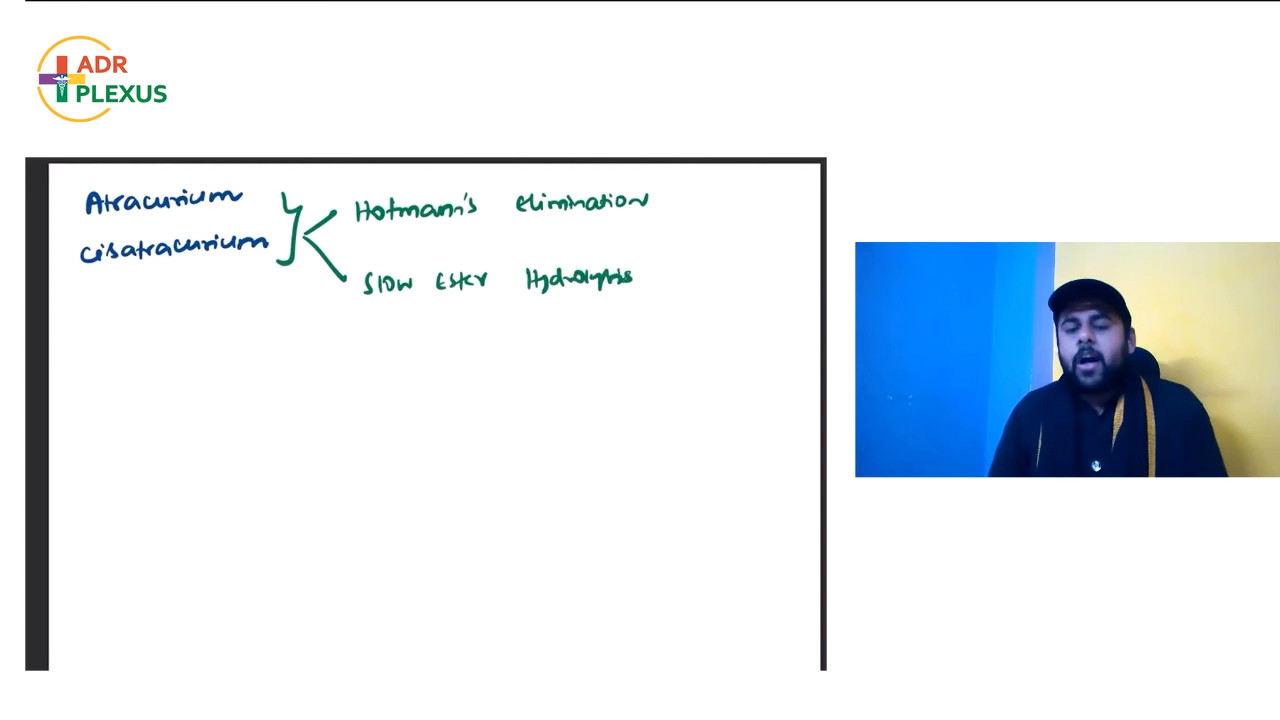 ADR
PLEXUS
Atracurium
Hofmann's elimination
Cisatracurium
Slow Ester Hydrolysis